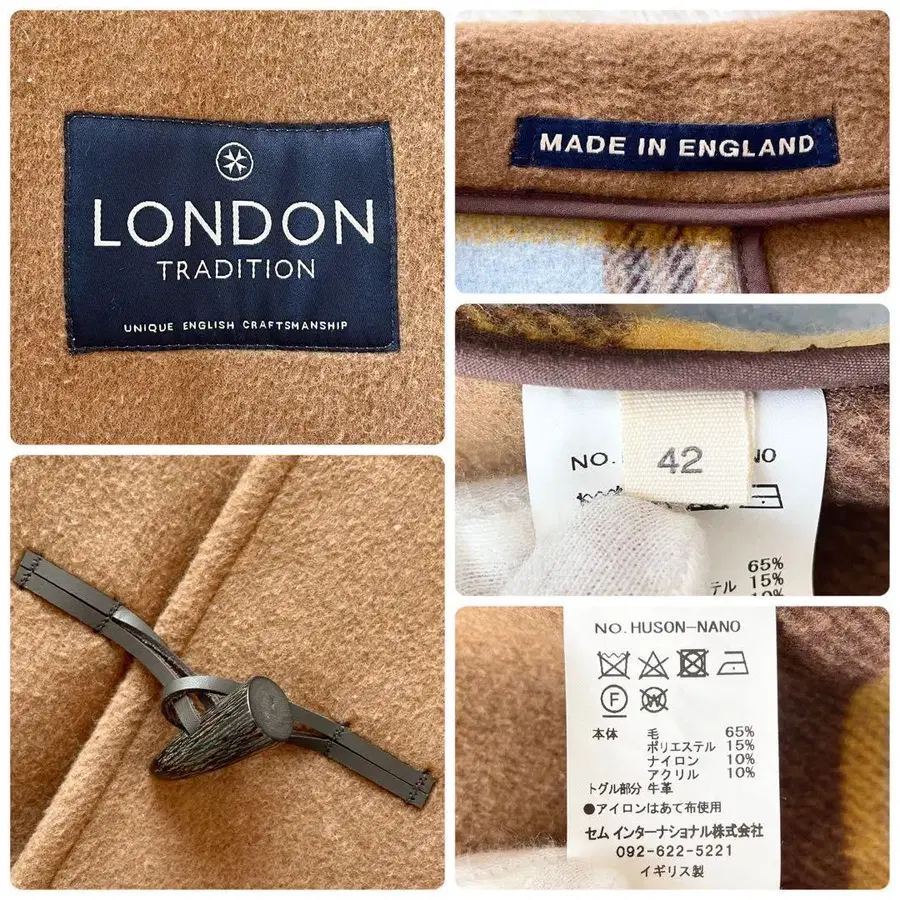 LONDON
TRADITION
UNIQUE ENGLISH CRAFTSMANSHIP
MADE IN ENGLAND
NO.
NO
42
65%
テル 15%
10%
NO. HUSON-NANO
F
W
本体 毛 65%
ポリエステル 15%
ナイロン 10%
アクリル 10%
トグル部分 牛革
●アイロンはあて布使用
セム インターナショナル株式会社
092-622-5221
イギリス製